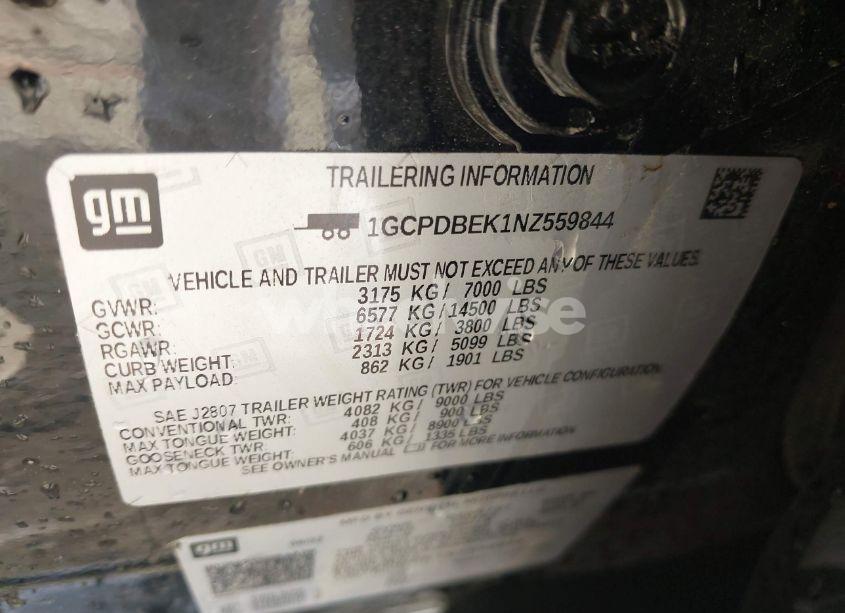 gm
TRAILERING INFORMATION
1GCPDBEK1NZ559844
VEHICLE AND TRAILER MUST NOT EXCEED ANY OF THESE VALUES.
GVWR: 3175 KG/ 7000 LBS
GCWR: 6577 KG/14500 LBS
RGAWR: 1724 KG/ 3800 LBS
CURB WEIGHT: 2313 KG/ 5099 LBS
MAX PAYLOAD: 862 KG/ 1901 LBS
SAE J2807 TRAILER WEIGHT RATING (TWR) FOR VEHICLE CONFIGURATION.
CONVENTIONAL TWR: 4082 KG/ 9000 LBS
MAX TONGUE WEIGHT: 408 KG/ 900 LBS
GOOSENECK TWR: 4037 KG/ 8900 LBS
MAX TONGUE WEIGHT: 606 KG/ 1335 LBS
SEE OWNER'S MANUAL FOR MORE INFORMATION
gm